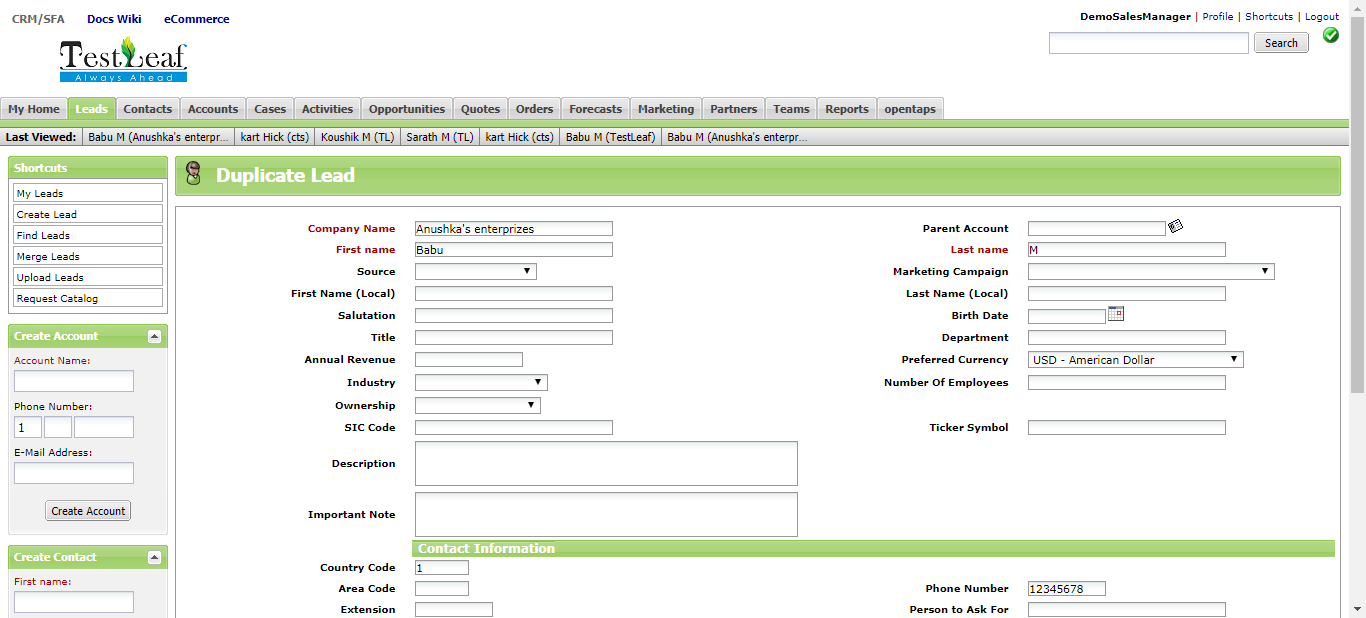 CRM/SFA Docs Wiki eCommerce
DemoSalesManager | Profile | Shortcuts | Logout
TestLeaf
Always Ahead
Search
My Home Leads Contacts Accounts Cases Activities Opportunities Quotes Orders Forecasts Marketing Partners Teams Reports opentaps
Last Viewed: Babu M (Anushka's enterpr... kart Hick (cts) Koushik M (TL) Sarath M (TL) kart Hick (cts) Babu M (TestLeaf) Babu M (Anushka's enterpr...
Shortcuts
My Leads
Create Lead
Find Leads
Merge Leads
Upload Leads
Request Catalog
Create Account
Account Name:
Phone Number:
1
E-Mail Address:
Create Account
Create Contact
First name:
Duplicate Lead
Company Name Anushka's enterprizes Parent Account
First name Babu Last name M
Source Marketing Campaign
First Name (Local) Last Name (Local)
Salutation Birth Date
Title Department
Annual Revenue Preferred Currency USD - American Dollar
Industry Number Of Employees
Ownership
SIC Code Ticker Symbol
Description
Important Note
Contact Information
Country Code 1
Area Code Phone Number 12345678
Extension Person to Ask For